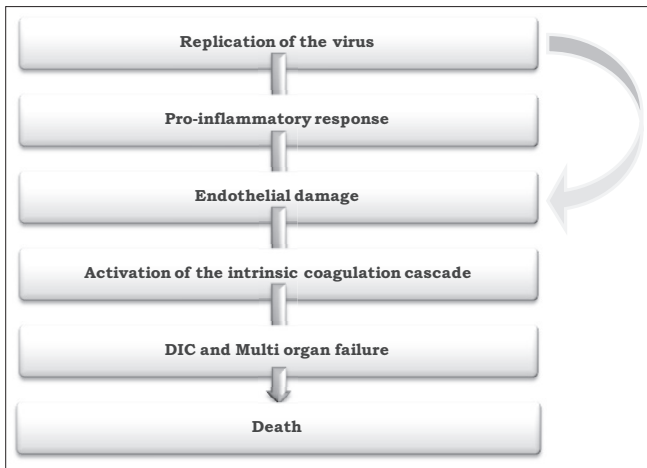 Replication of the virus
Pro-inflammatory response
Endothelial damage
Activation of the intrinsic coagulation cascade
DIC and Multi organ failure
Death